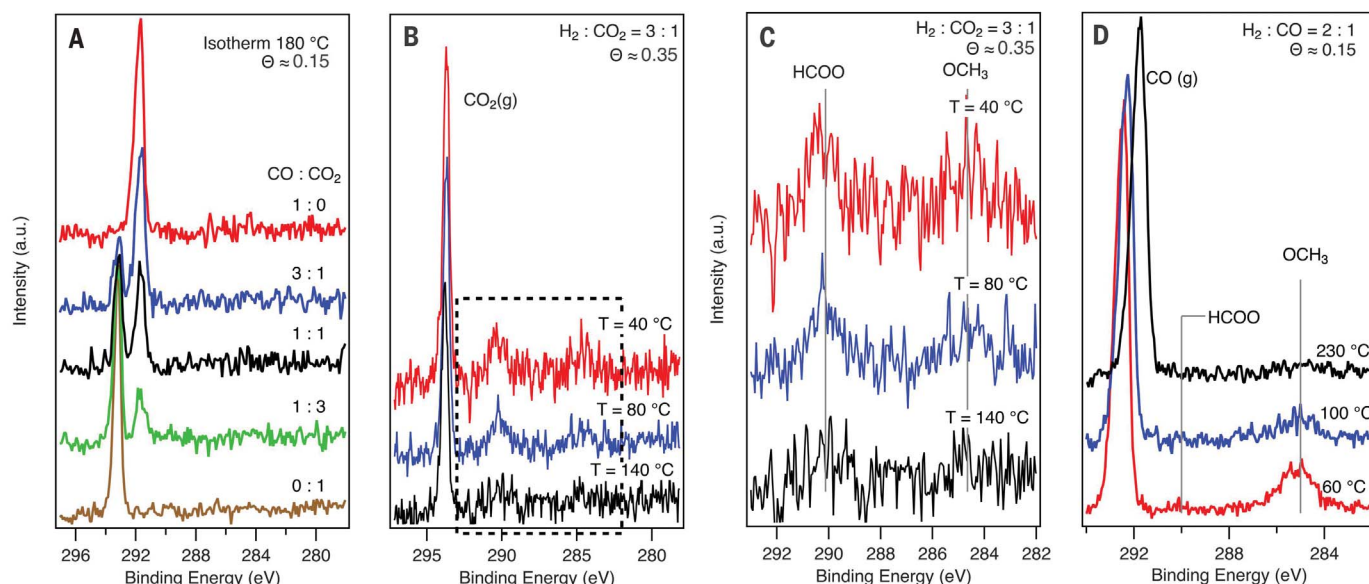 A
Isotherm 180 °C
Θ ≈ 0.15
CO : CO₂
1 : 0
3 : 1
1 : 1
1 : 3
0 : 1
Intensity (a.u.)
296 292 288 284 280
Binding Energy (eV)
B
H₂ : CO₂ = 3 : 1
Θ ≈ 0.35
CO₂(g)
T = 40 °C
T = 80 °C
T = 140 °C
295 290 285 280
Binding Energy (eV)
C
H₂ : CO₂ = 3 : 1
Θ ≈ 0.35
HCOO OCH₃
T = 40 °C
T = 80 °C
T = 140 °C
Intensity (a.u.)
292 290 288 286 284 282
Binding Energy (eV)
D
H₂ : CO = 2 : 1
Θ ≈ 0.15
CO (g)
OCH₃
HCOO
230 °C
100 °C
60 °C
292 288 284
Binding Energy (eV)